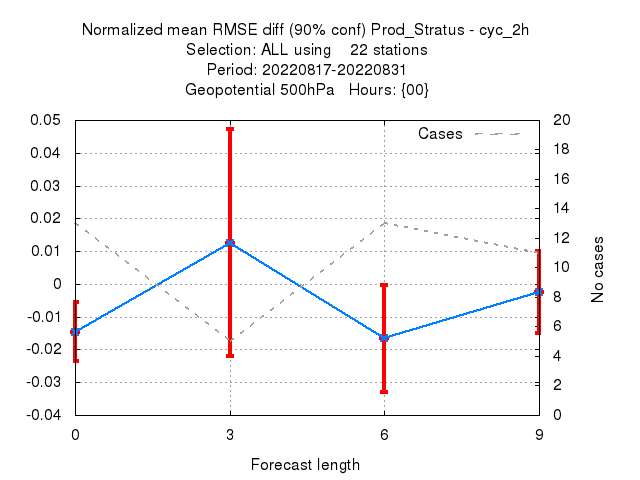 Normalized mean RMSE diff (90% conf) Prod_Stratus - cyc_2h
Selection: ALL using 22 stations
Period: 20220817-20220831
Geopotential 500hPa Hours: {00}
Cases
0.05
0.04
0.03
0.02
0.01
0
-0.01
-0.02
-0.03
-0.04
20
18
16
14
12
10
8
6
4
2
0
No cases
0 3 6 9
Forecast length